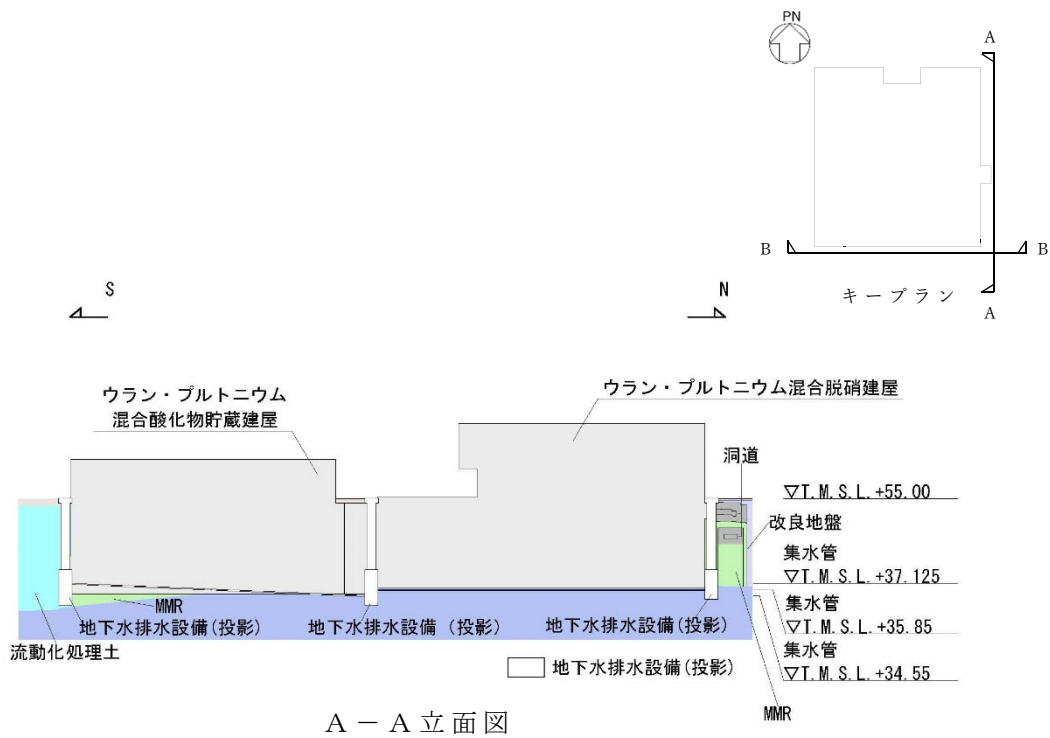 PN
A
B
B
キープラン
A
S
N
ウラン・プルトニウム
混合酸化物貯蔵建屋
ウラン・プルトニウム混合脱硝建屋
洞道
▽T.M.S.L.+55.00
改良地盤
集水管
▽T.M.S.L.+37.125
集水管
▽T.M.S.L.+35.85
集水管
▽T.M.S.L.+34.55
MMR
MMR
地下水排水設備(投影)
地下水排水設備(投影)
地下水排水設備(投影)
流動化処理土
地下水排水設備(投影)
A-A立面図